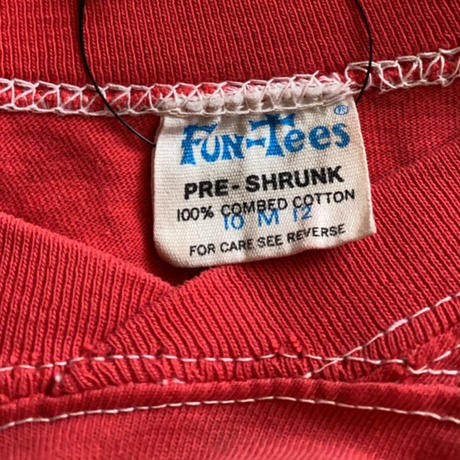 FUN-Tees ®
PRE-SHRUNK
100% COMBED COTTON
10 M 12
FOR CARE SEE REVERSE